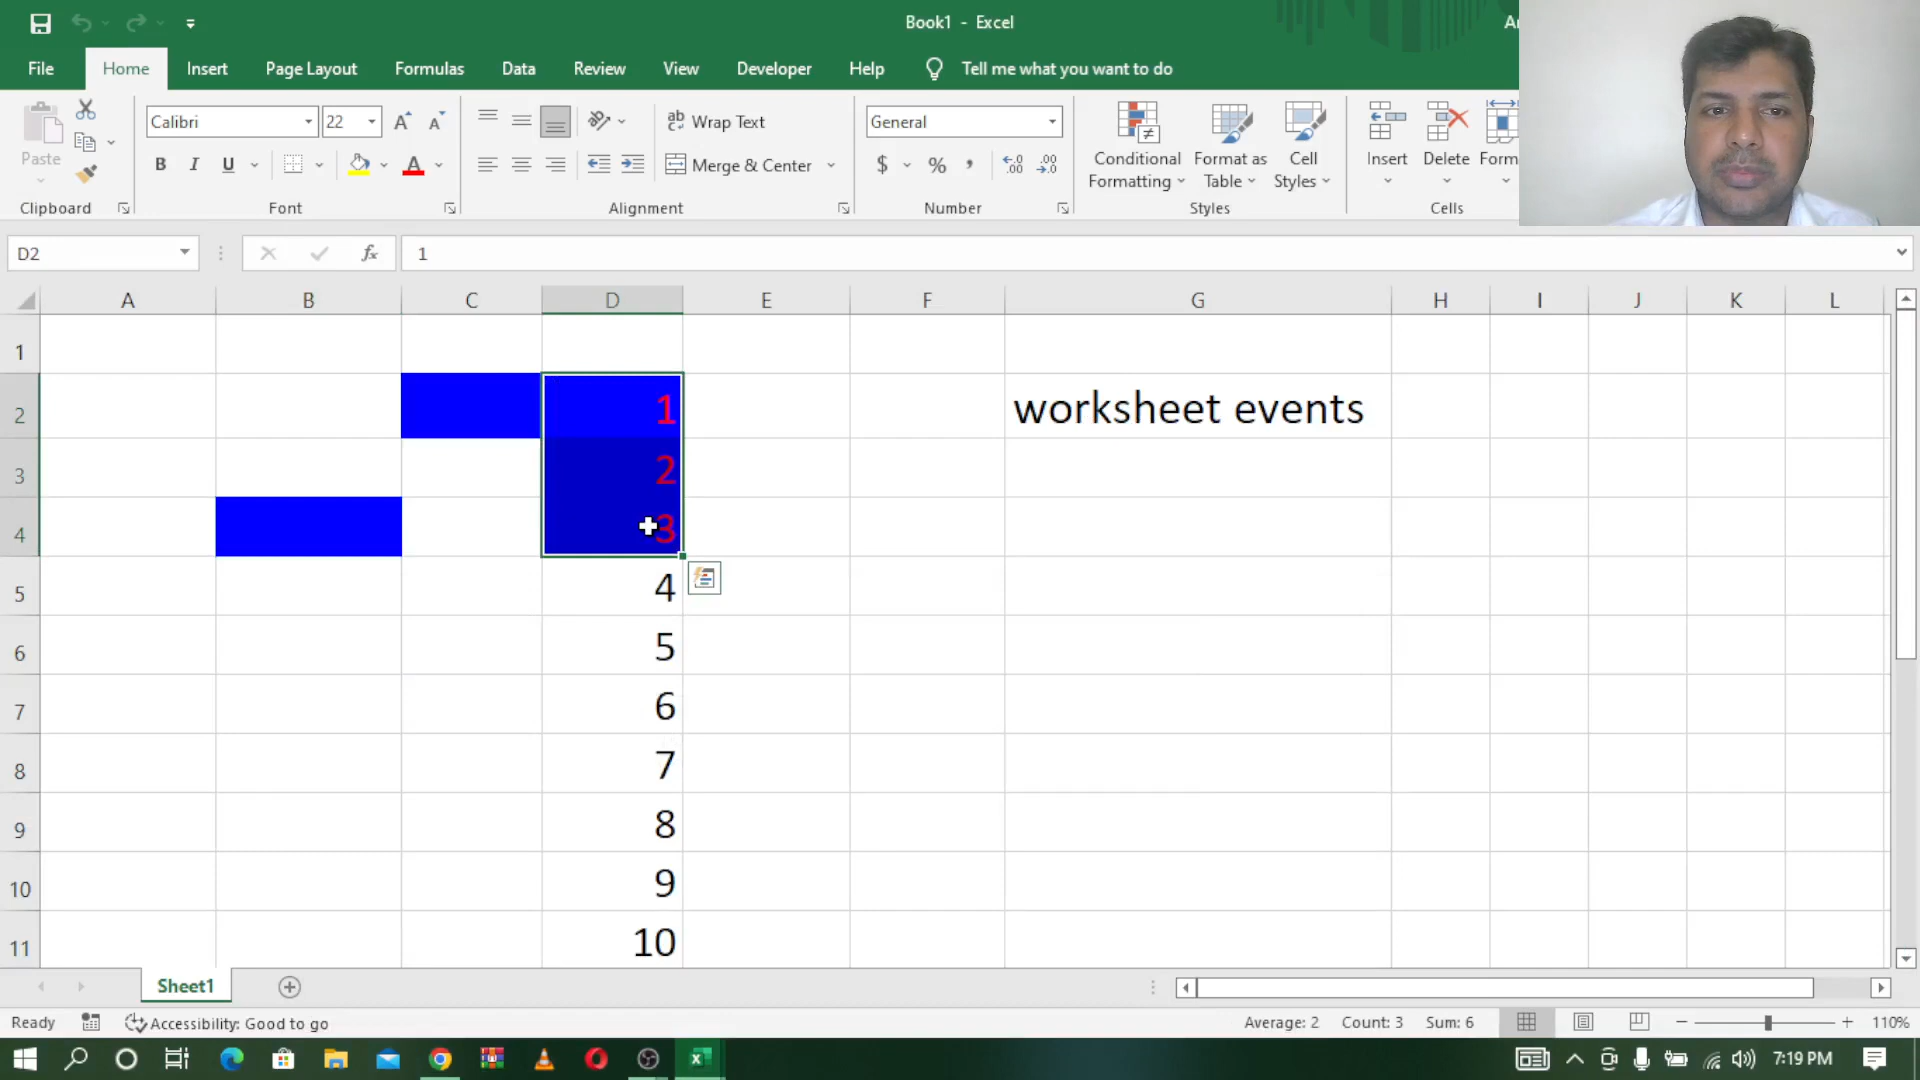 Book1 - Excel
File Home Insert Page Layout Formulas Data Review View Developer Help Tell me what you want to do
Paste
Calibri 22
B I U
Wrap Text
Merge & Center
General
$ % ,
Conditional Formatting
Format as Table
Cell Styles
Insert
Delete
Form
Clipboard Font Alignment Number Styles Cells
D2 fx 1
A B C D E F G H I J K L
1
2 1 worksheet events
3 2
4 3
5 4
6 5
7 6
8 7
9 8
10 9
11 10
Sheet1
Ready Accessibility: Good to go Average: 2 Count: 3 Sum: 6 110%
7:19 PM